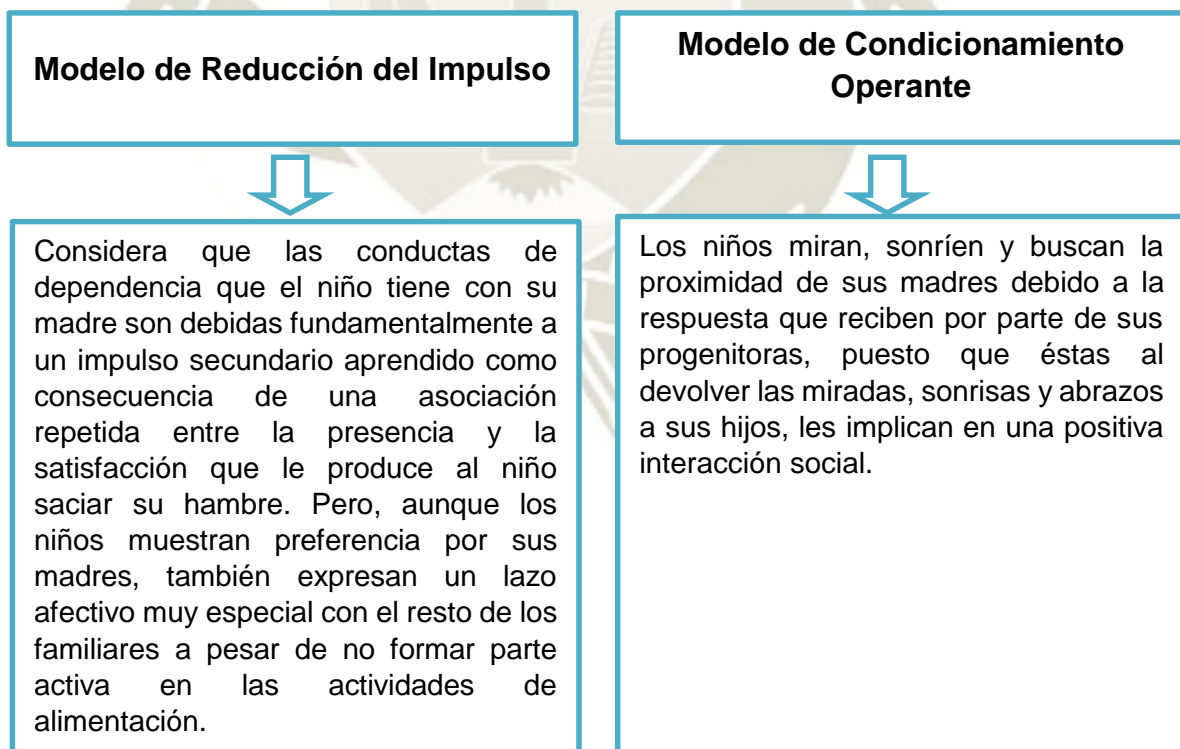 Modelo de Reducción del Impulso
Considera que las conductas de
dependencia que el niño tiene con su
madre son debidas fundamentalmente a
un impulso secundario aprendido como
consecuencia de una asociación
repetida entre la presencia y la
satisfacción que le produce al niño
saciar su hambre. Pero, aunque los
niños muestran preferencia por sus
madres, también expresan un lazo
afectivo muy especial con el resto de los
familiares a pesar de no formar parte
activa en las actividades de
alimentación.
Modelo de Condicionamiento
Operante
Los niños miran, sonríen y buscan la
proximidad de sus madres debido a la
respuesta que reciben por parte de sus
progenitoras, puesto que éstas al
devolver las miradas, sonrisas y abrazos
a sus hijos, les implican en una positiva
interacción social.